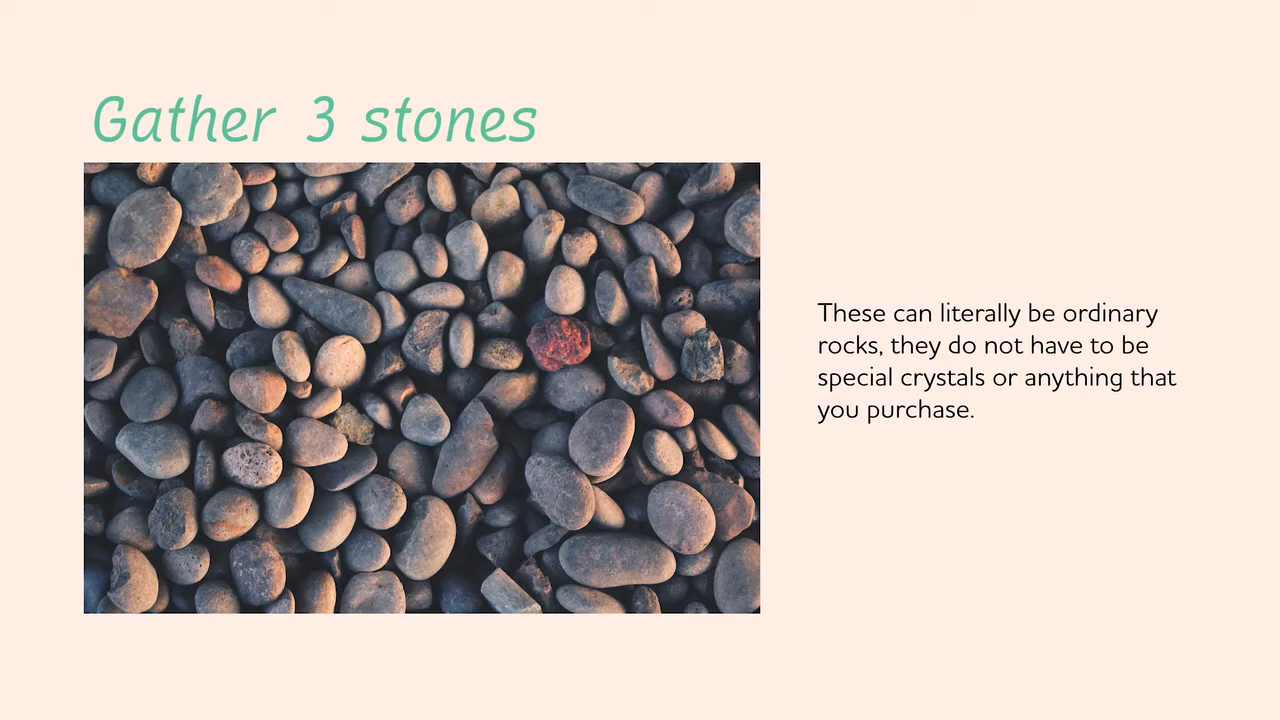 Gather 3 stones
These can literally be ordinary
rocks, they do not have to be
special crystals or anything that
you purchase.